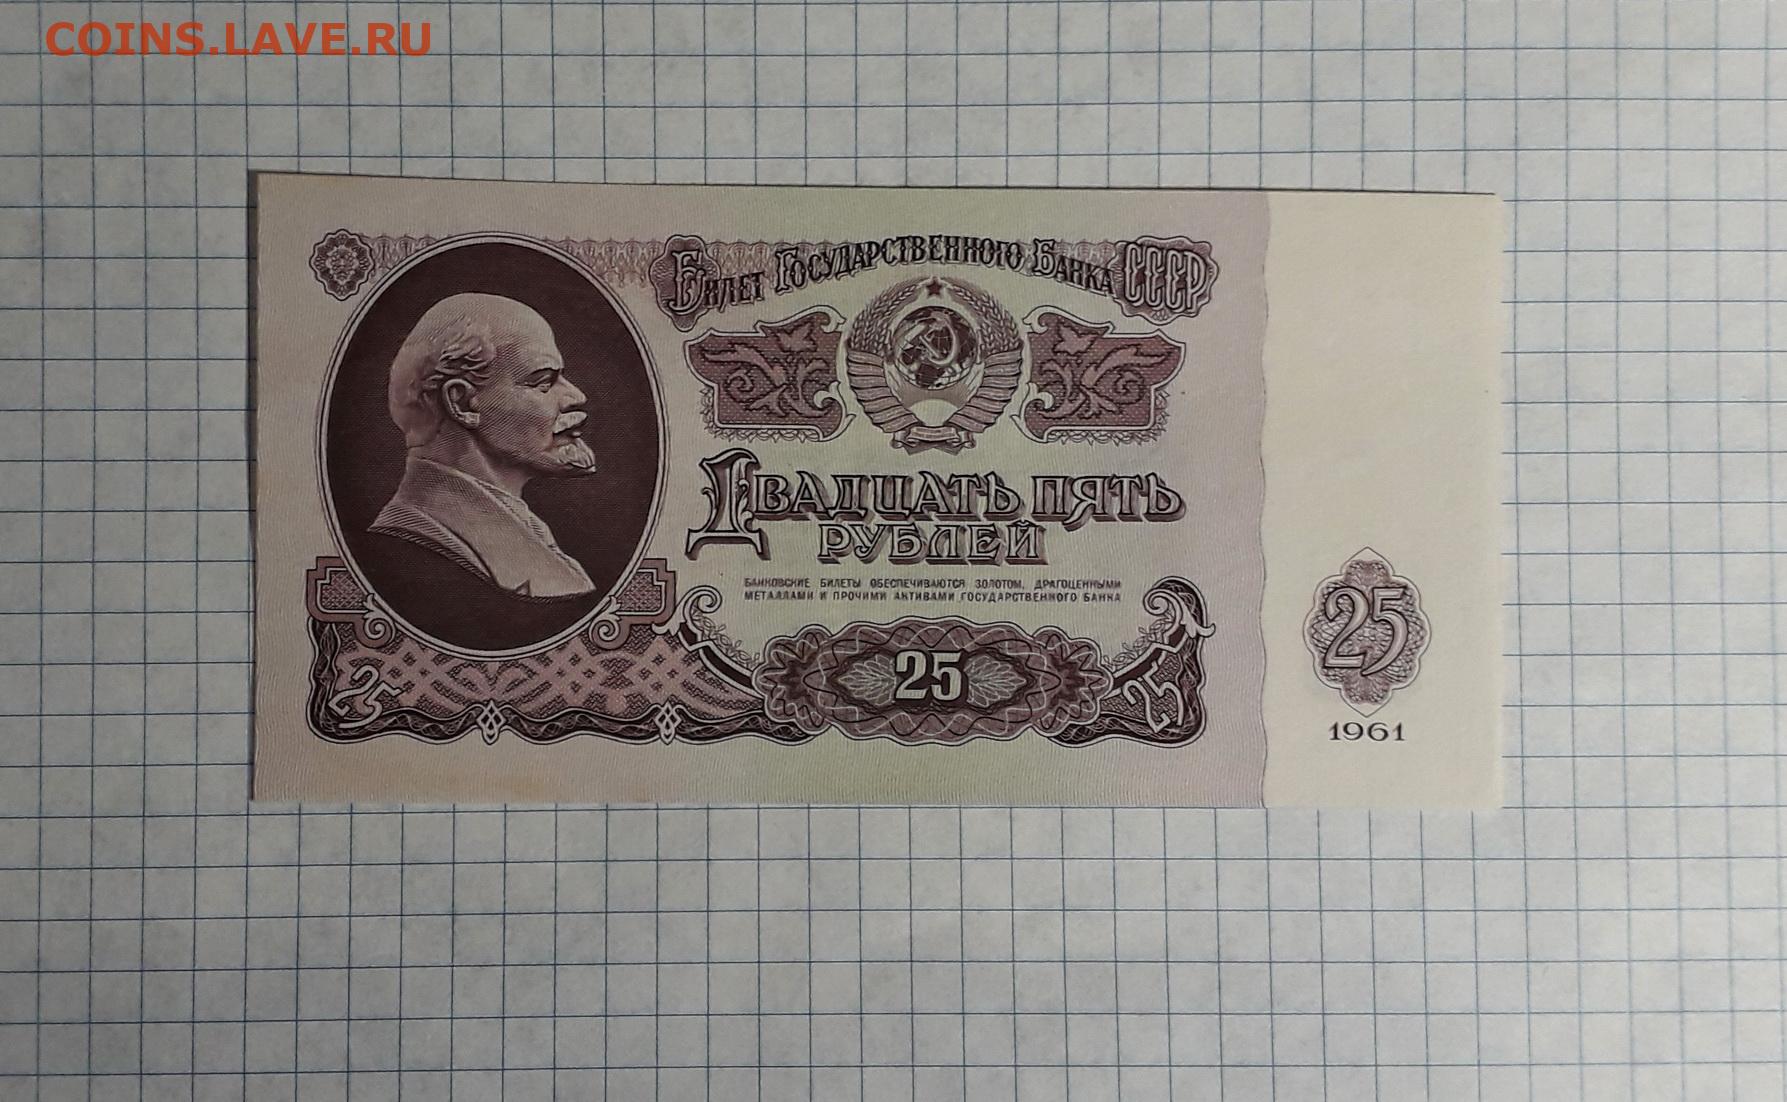 COINS.LAVE.RU
Билет Государственного Банка СССР
Двадцать пять
рублей
БАНКОВСКИЕ БИЛЕТЫ ОБЕСПЕЧИВАЮТСЯ ЗОЛОТОМ, ДРАГОЦЕННЫМИ
МЕТАЛЛАМИ И ПРОЧИМИ АКТИВАМИ ГОСУДАРСТВЕННОГО БАНКА
25
25
25
25
1961